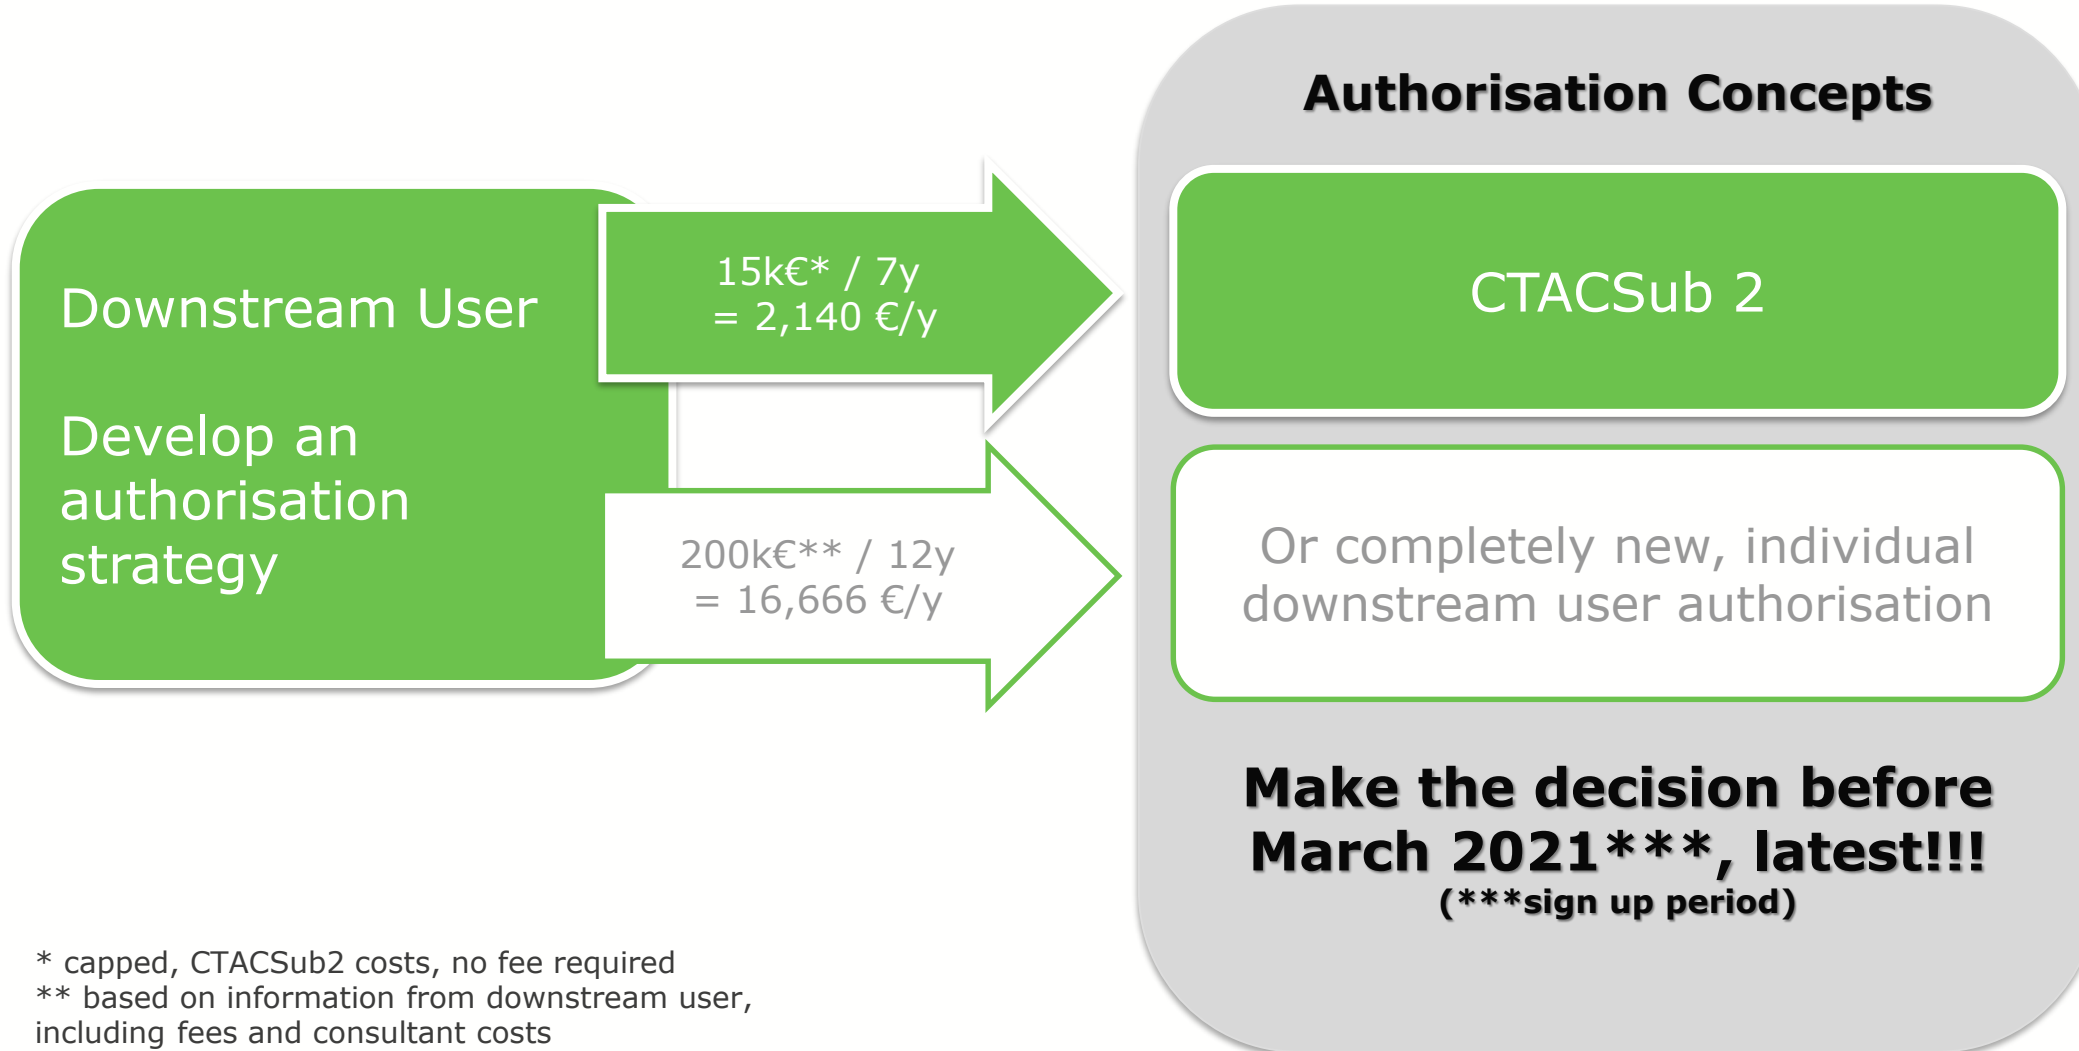 Downstream User
Develop an
authorisation
strategy
15k€* / 7y
= 2,140 €/y
200k€** / 12y
= 16,666 €/y
Authorisation Concepts
CTACSub 2
Or completely new, individual
downstream user authorisation
Make the decision before
March 2021***, latest!!!
(***sign up period)
* capped, CTACSub2 costs, no fee required
** based on information from downstream user,
including fees and consultant costs